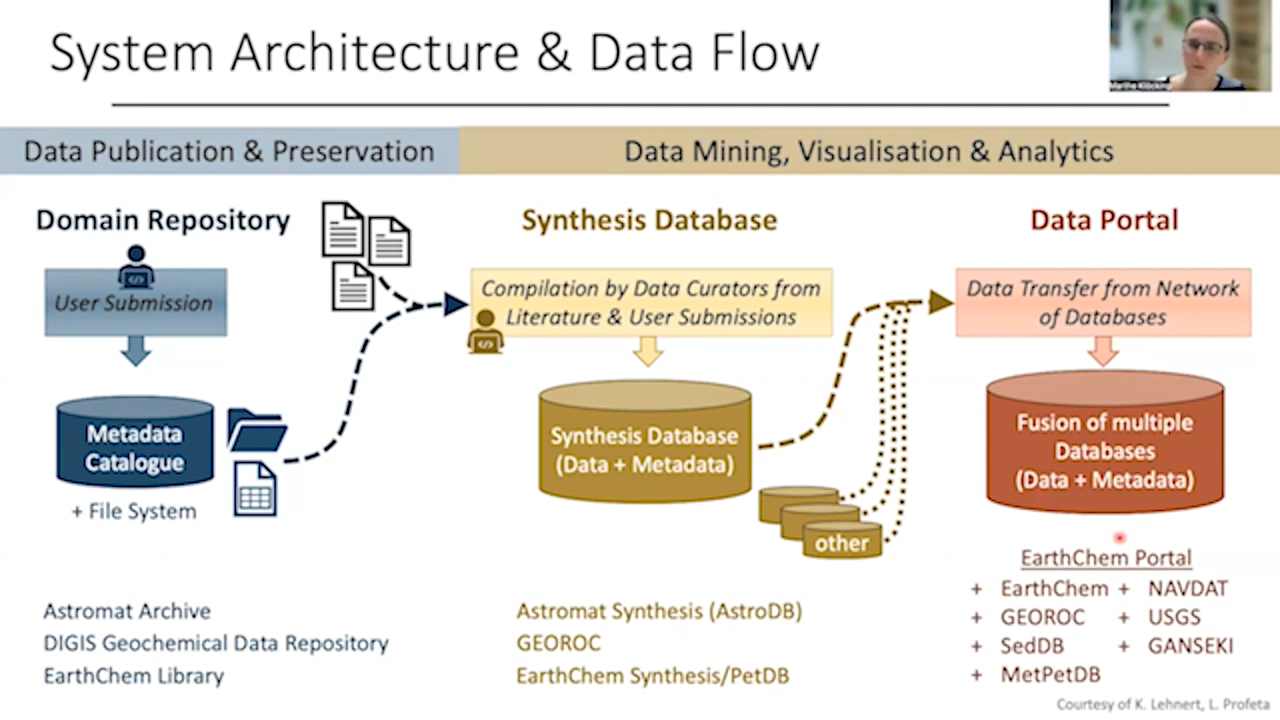 System Architecture & Data Flow
Marthe Klöcking
Data Publication & Preservation
Data Mining, Visualisation & Analytics
Domain Repository
User Submission
Metadata
Catalogue
+ File System
Astromat Archive
DIGIS Geochemical Data Repository
EarthChem Library
Synthesis Database
Compilation by Data Curators from
Literature & User Submissions
Synthesis Database
(Data + Metadata)
other
Astromat Synthesis (AstroDB)
GEOROC
EarthChem Synthesis/PetDB
Data Portal
Data Transfer from Network
of Databases
Fusion of multiple
Databases
(Data + Metadata)
EarthChem Portal
+ EarthChem + NAVDAT
+ GEOROC + USGS
+ SedDB + GANSEKI
+ MetPetDB
Courtesy of K. Lehnert, L. Profeta